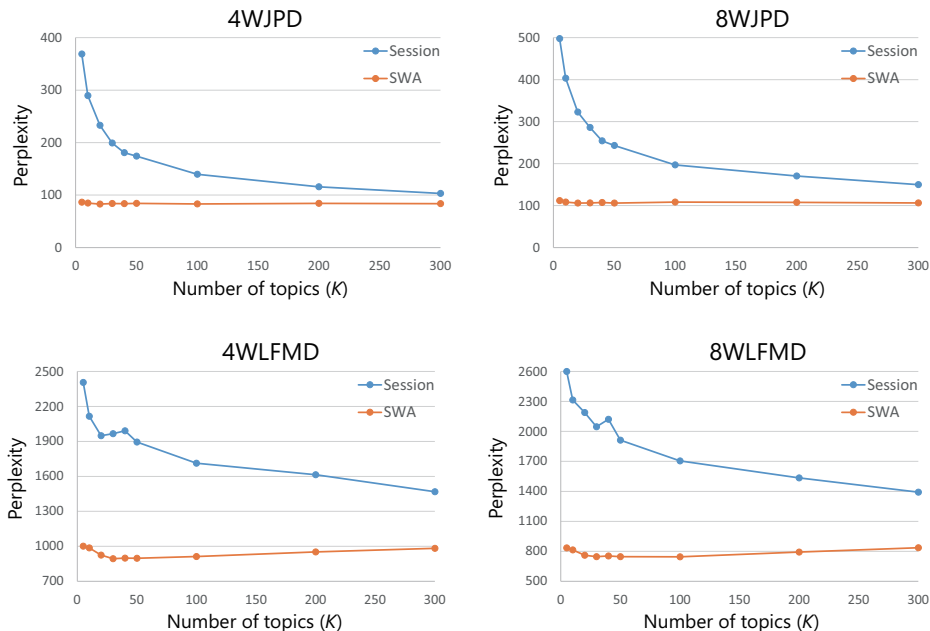 4WJPD
400
300
200
100
0
Perplexity
Session
SWA
0
50
100
150
200
250
300
Number of topics (K)
8WJPD
500
400
300
200
100
0
Perplexity
Session
SWA
0
50
100
150
200
250
300
Number of topics (K)
4WLFMD
2500
2200
1900
1600
1300
1000
700
Perplexity
Session
SWA
0
50
100
150
200
250
300
Number of topics (K)
8WLFMD
2600
2300
2000
1700
1400
1100
800
500
Perplexity
Session
SWA
0
50
100
150
200
250
300
Number of topics (K)